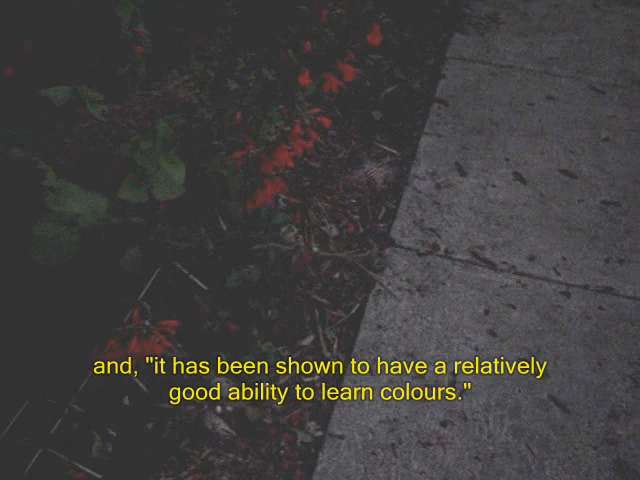 and, "it has been shown to have a relatively
good ability to learn colours."